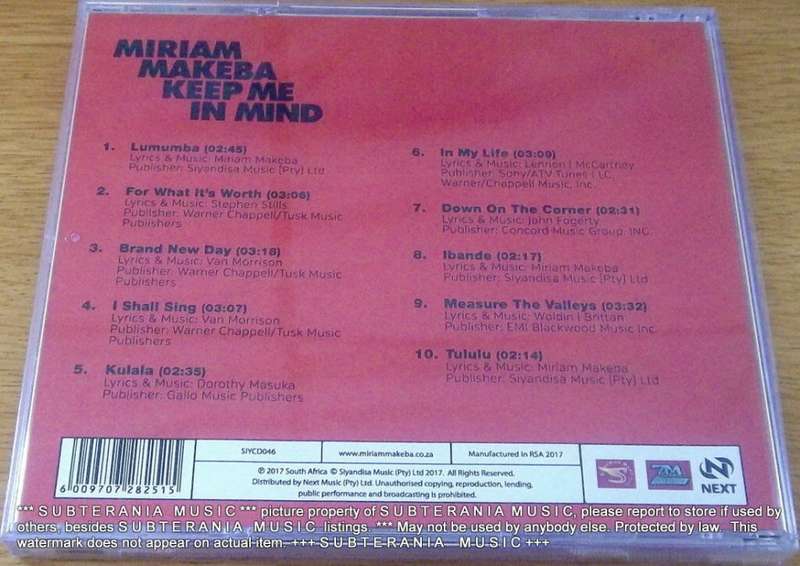 MIRIAM
MAKEBA
KEEP ME
IN MIND
1. Lumumba (02:45)
Lyrics & Music: Miriam Makeba
Publisher: Siyandisa Music (Pty) Ltd
2. For What It's Worth (03:06)
Lyrics & Music: Stephen Stills
Publisher: Warner Chappell/Tusk Music
Publishers
3. Brand New Day (03:18)
Lyrics & Music: Van Morrison
Publisher: Warner Chappell/Tusk Music
Publishers
4. I Shall Sing (03:07)
Lyrics & Music: Van Morrison
Publisher: Warner Chappell/Tusk Music
Publishers
5. Kulala (02:35)
Lyrics & Music: Dorothy Masuka
Publisher: Gallo Music Publishers
6. In My Life (03:09)
Lyrics & Music: Lennon | McCartney
Publisher: Sony/ATV Tunes LLC,
Warner/Chappell Music, Inc.
7. Down On The Corner (02:31)
Lyrics & Music: John Fogerty
Publisher: Concord Music Group, INC.
8. Ibande (02:17)
Lyrics & Music: Miriam Makeba
Publisher: Siyandisa Music (Pty) Ltd
9. Measure The Valleys (03:32)
Lyrics & Music: Woldin | Brittan
Publisher: EMI Blackwood Music Inc.
10. Tululu (02:14)
Lyrics & Music: Miriam Makeba
Publisher: Siyandisa Music (Pty) Ltd
SIYCD046
www.miriammakeba.co.za
Manufactured in RSA 2017
℗ 2017 South Africa © Siyandisa Music (Pty) Ltd 2017. All Rights Reserved.
Distributed by Next Music (Pty) Ltd. Unauthorised copying, reproduction, lending,
public performance and broadcasting is prohibited.
6 009707 282515
NEXT
*** SUBTERANIA MUSIC *** picture property of SUBTERANIA MUSIC, please report to store if used by
others, besides SUBTERANIA MUSIC listings. *** May not be used by anybody else. Protected by law. This
watermark does not appear on actual item. +++ SUBTERANIA MUSIC +++